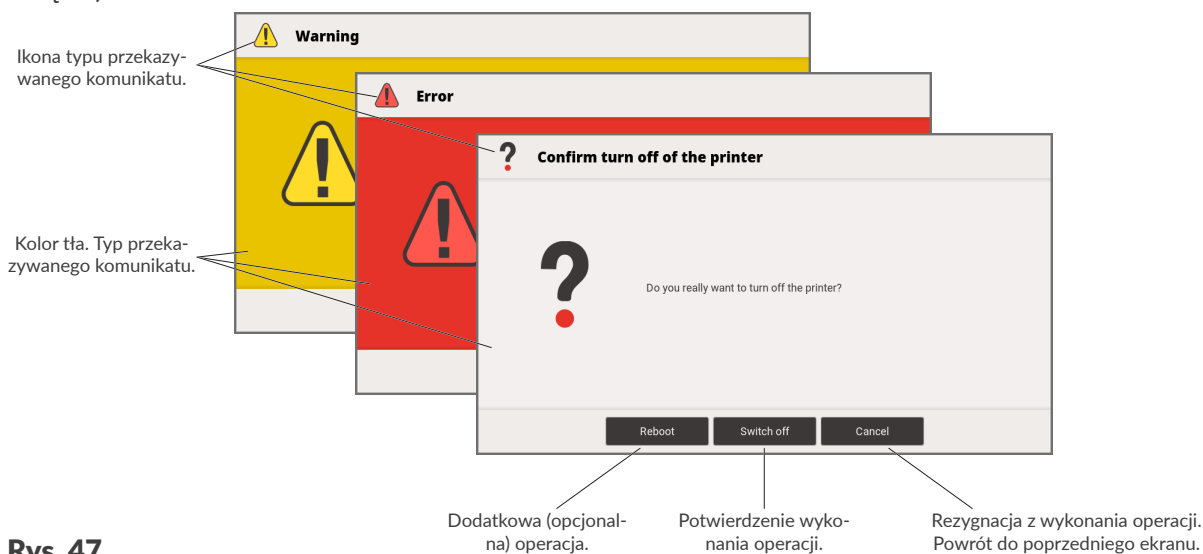 Warning
Ikona typu przekazy-
wanego komunikatu.
Error
Confirm turn off of the printer
Kolor tła. Typ przeka-
zywanego komunikatu.
Do you really want to turn off the printer?
Reboot
Switch off
Cancel
Dodatkowa (opcjonal-
na) operacja.
Potwierdzenie wyko-
nania operacji.
Rezygnacja z wykonania operacji.
Powrót do poprzedniego ekranu.
Rys. 47